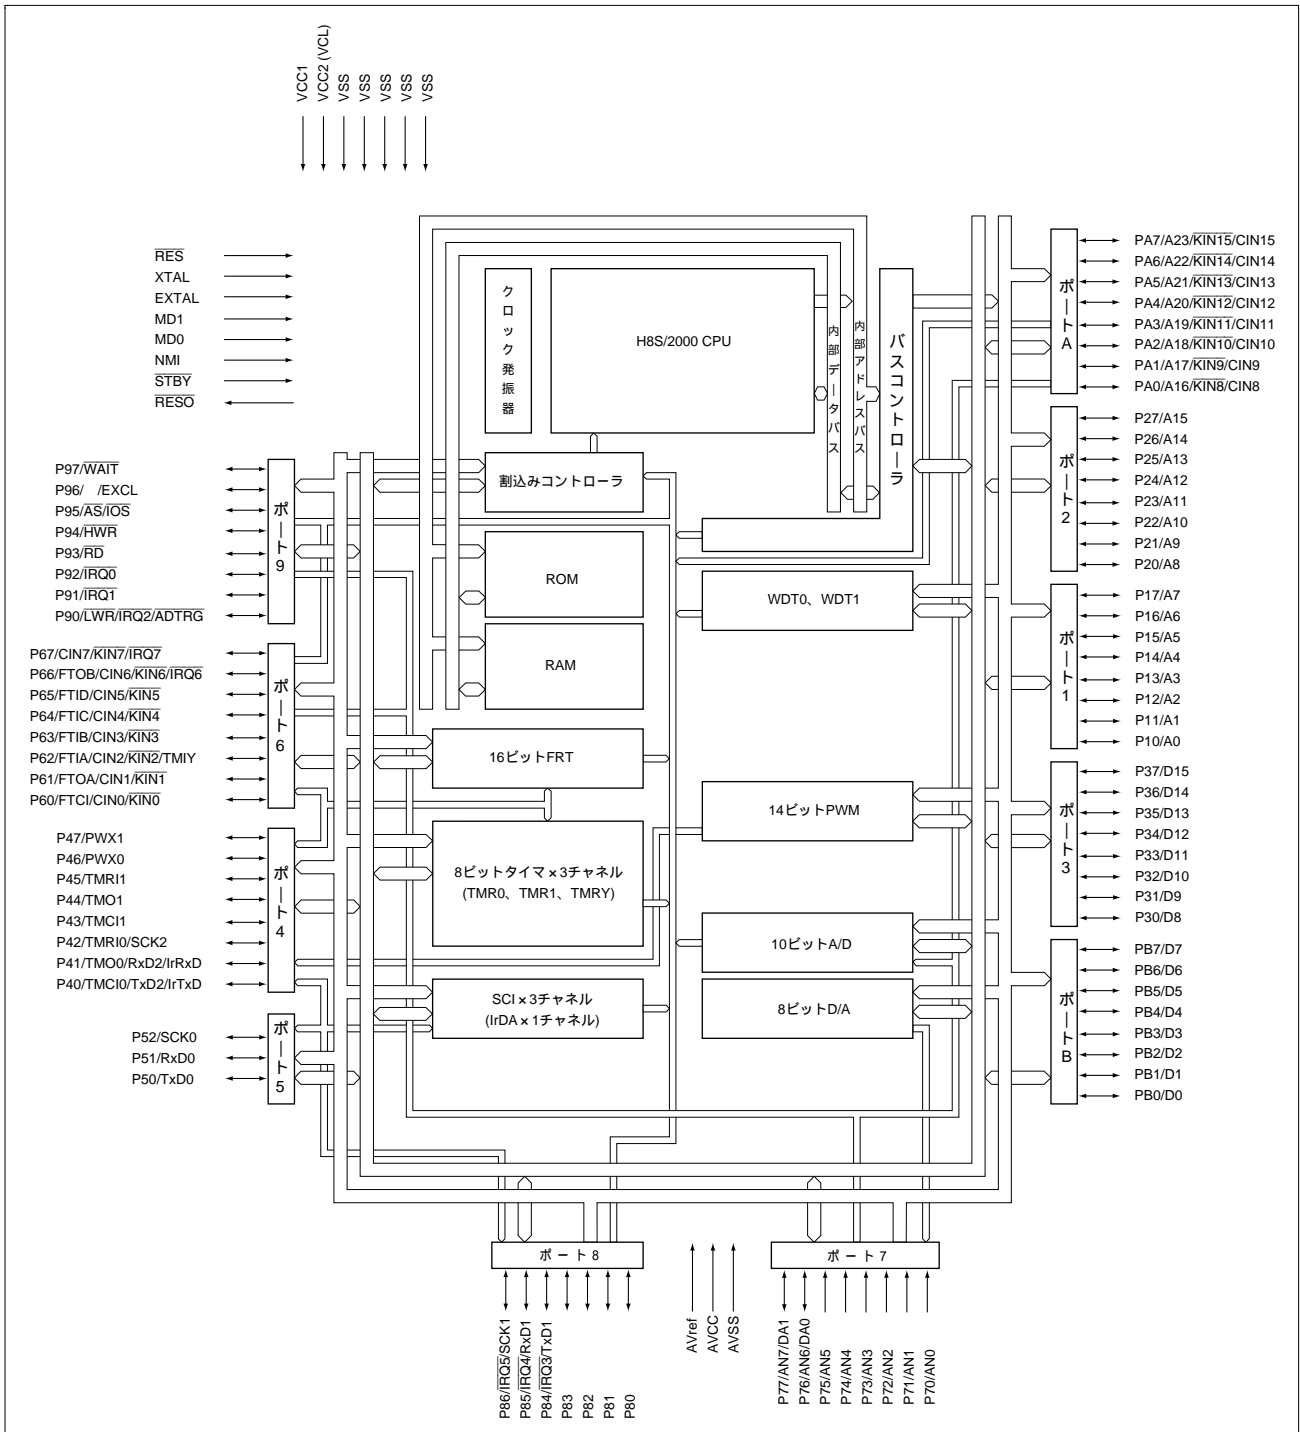 VCC1
VCC2 (VCL)
VSS
VSS
VSS
VSS
VSS
RES
XTAL
EXTAL
MD1
MD0
NMI
STBY
RESO
クロック発振器
H8S/2000 CPU
内部データバス
内部アドレスバス
バスコントローラ
ポートA
PA7/A23/KIN15/CIN15
PA6/A22/KIN14/CIN14
PA5/A21/KIN13/CIN13
PA4/A20/KIN12/CIN12
PA3/A19/KIN11/CIN11
PA2/A18/KIN10/CIN10
PA1/A17/KIN9/CIN9
PA0/A16/KIN8/CIN8
ポート2
P27/A15
P26/A14
P25/A13
P24/A12
P23/A11
P22/A10
P21/A9
P20/A8
P97/WAIT
P96/ /EXCL
P95/AS/IOS
P94/HWR
P93/RD
P92/IRQ0
P91/IRQ1
P90/LWR/IRQ2/ADTRG
ポート9
割込みコントローラ
ROM
RAM
WDT0、WDT1
ポート1
P17/A7
P16/A6
P15/A5
P14/A4
P13/A3
P12/A2
P11/A1
P10/A0
P67/CIN7/KIN7/IRQ7
P66/FTOB/CIN6/KIN6/IRQ6
P65/FTID/CIN5/KIN5
P64/FTIC/CIN4/KIN4
P63/FTIB/CIN3/KIN3
P62/FTIA/CIN2/KIN2/TMIY
P61/FTOA/CIN1/KIN1
P60/FTCI/CIN0/KIN0
ポート6
16ビットFRT
14ビットPWM
ポート3
P37/D15
P36/D14
P35/D13
P34/D12
P33/D11
P32/D10
P31/D9
P30/D8
P47/PWX1
P46/PWX0
P45/TMRI1
P44/TMO1
P43/TMCI1
P42/TMRI0/SCK2
P41/TMO0/RxD2/IrRxD
P40/TMCI0/TxD2/IrTxD
ポート4
8ビットタイマ×3チャネル
(TMR0、TMR1、TMRY)
10ビットA/D
8ビットD/A
SCI×3チャネル
(IrDA×1チャネル)
ポートB
PB7/D7
PB6/D6
PB5/D5
PB4/D4
PB3/D3
PB2/D2
PB1/D1
PB0/D0
P52/SCK0
P51/RxD0
P50/TxD0
ポート5
ポート8
ポート7
P86/IRQ5/SCK1
P85/IRQ4/RxD1
P84/IRQ3/TxD1
P83
P82
P81
P80
AVref
AVCC
AVSS
P77/AN7/DA1
P76/AN6/DA0
P75/AN5
P74/AN4
P73/AN3
P72/AN2
P71/AN1
P70/AN0